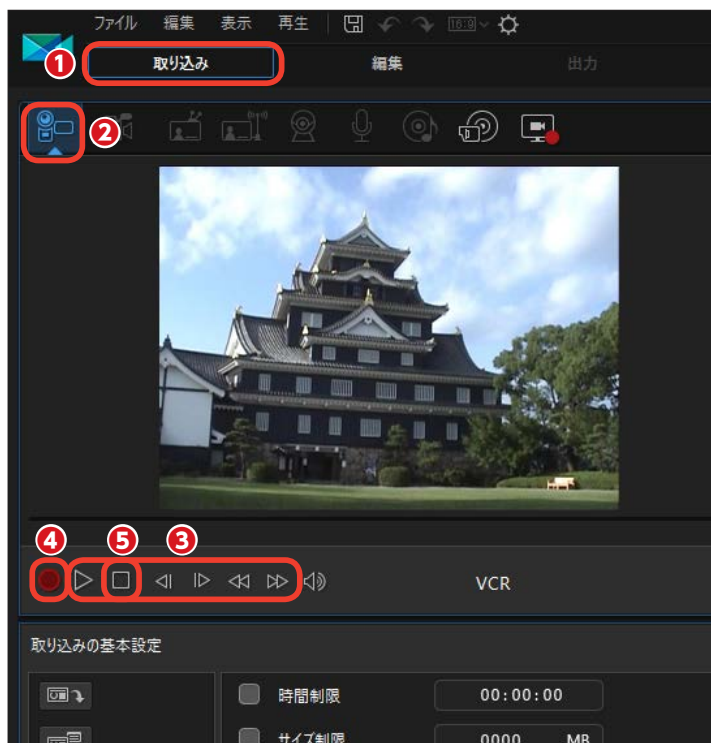 ファイル 編集 表示 再生 16:9
1 取り込み 編集 出力
2
4 5 3
VCR
取り込みの基本設定
時間制限 00:00:00
サイズ制限 0000 MB